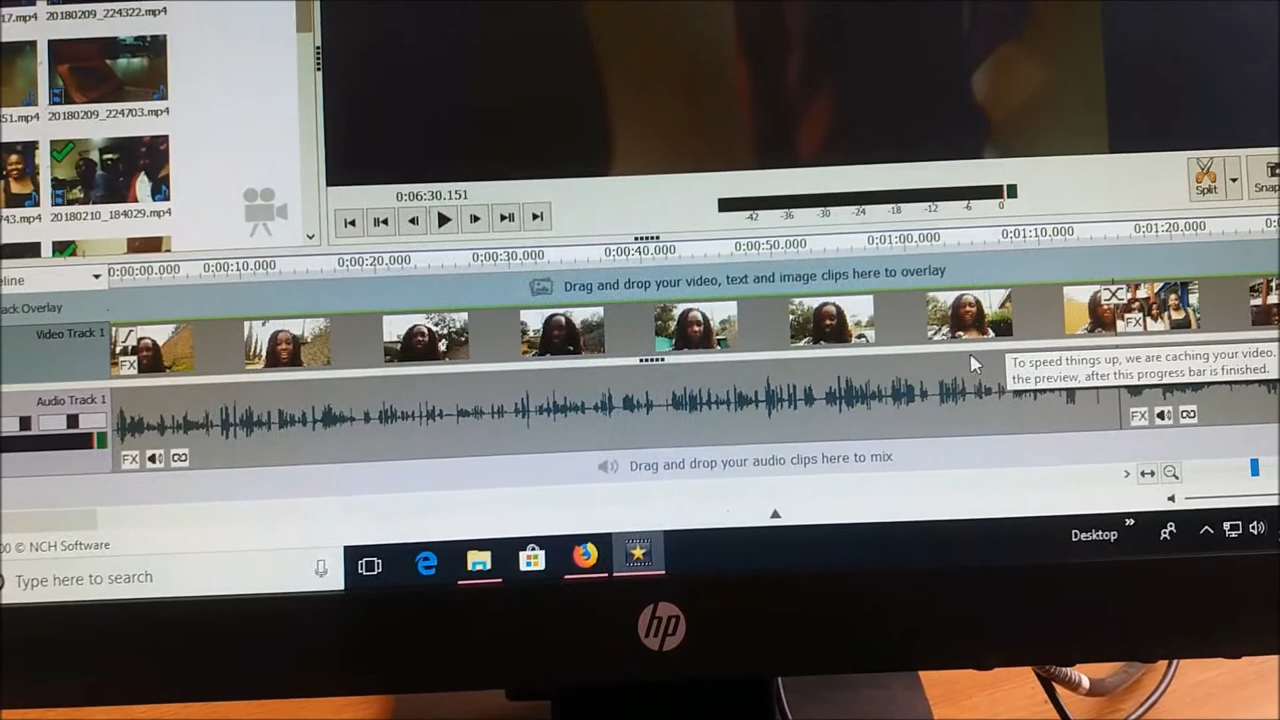 17.mp4 20180209_224322.mp4
351.mp4 20180209_224703.mp4
743.mp4 20180210_184029.mp4
0:06:30.151
-42 -36 -30 -24 -18 -12 -6 0
Split
Snap
eline
0:00:00.000 0:00:10.000 0:00:20.000 0:00:30.000 0:00:40.000 0:00:50.000 0:01:00.000 0:01:10.000 0:01:20.000
ack Overlay
Drag and drop your video, text and image clips here to overlay
Video Track 1
FX
FX
To speed things up, we are caching your video.
the preview, after this progress bar is finished.
Audio Track 1
FX
FX
Drag and drop your audio clips here to mix
00 © NCH Software
Type here to search
Desktop
hp